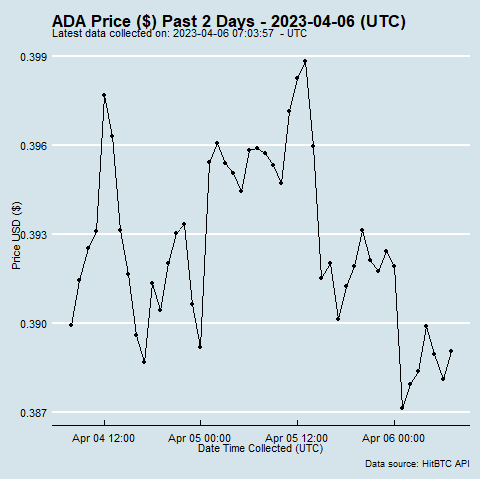 ADA Price ($) Past 2 Days - 2023-04-06 (UTC)
Latest data collected on: 2023-04-06 07:03:57 - UTC
0.399
0.396
0.393
0.390
0.387
Price USD ($)
Apr 04 12:00 Apr 05 00:00 Apr 05 12:00 Apr 06 00:00
Date Time Collected (UTC)
Data source: HitBTC API